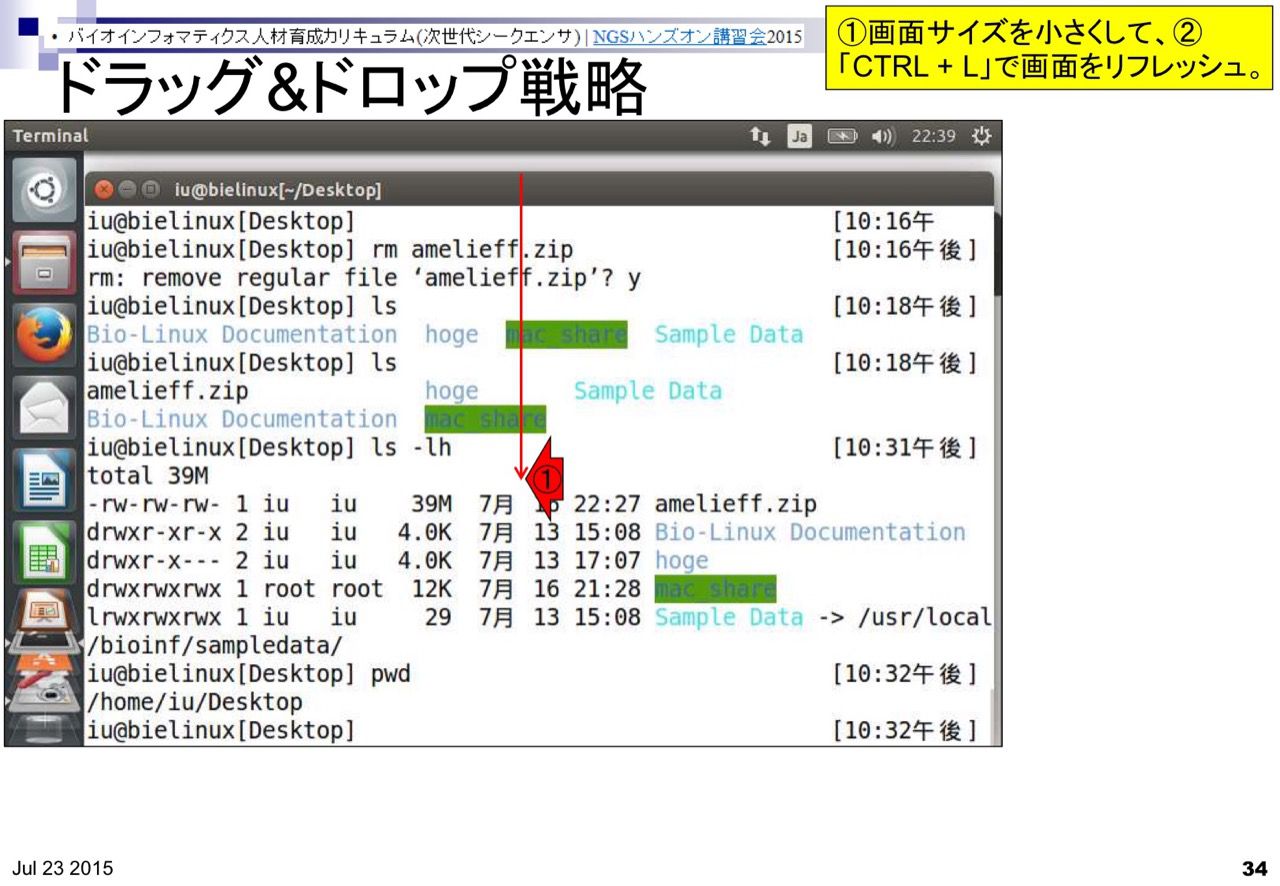 • バイオインフォマティクス人材育成カリキュラム(次世代シークエンサ) | NGSハンズオン講習会2015
①画面サイズを小さくして、②
「CTRL + L」で画面をリフレッシュ。
ドラッグ&ドロップ戦略
Terminal Ja 22:39
iu@bielinux[~/Desktop]
iu@bielinux[Desktop] [10:16午
iu@bielinux[Desktop] rm amelieff.zip [10:16午後]
rm: remove regular file ‘amelieff.zip’? y
iu@bielinux[Desktop] ls [10:18午後]
Bio-Linux Documentation hoge mac_share Sample Data
iu@bielinux[Desktop] ls [10:18午後]
amelieff.zip hoge Sample Data
Bio-Linux Documentation mac_share
iu@bielinux[Desktop] ls -lh [10:31午後]
total 39M
①
-rw-rw-rw- 1 iu iu 39M 7月 16 22:27 amelieff.zip
drwxr-xr-x 2 iu iu 4.0K 7月 13 15:08 Bio-Linux Documentation
drwxr-x--- 2 iu iu 4.0K 7月 13 17:07 hoge
drwxrwxrwx 1 root root 12K 7月 16 21:28 mac_share
lrwxrwxrwx 1 iu iu 29 7月 13 15:08 Sample Data -> /usr/local
/bioinf/sampledata/
iu@bielinux[Desktop] pwd [10:32午後]
/home/iu/Desktop
iu@bielinux[Desktop] [10:32午後]
Jul 23 2015
34